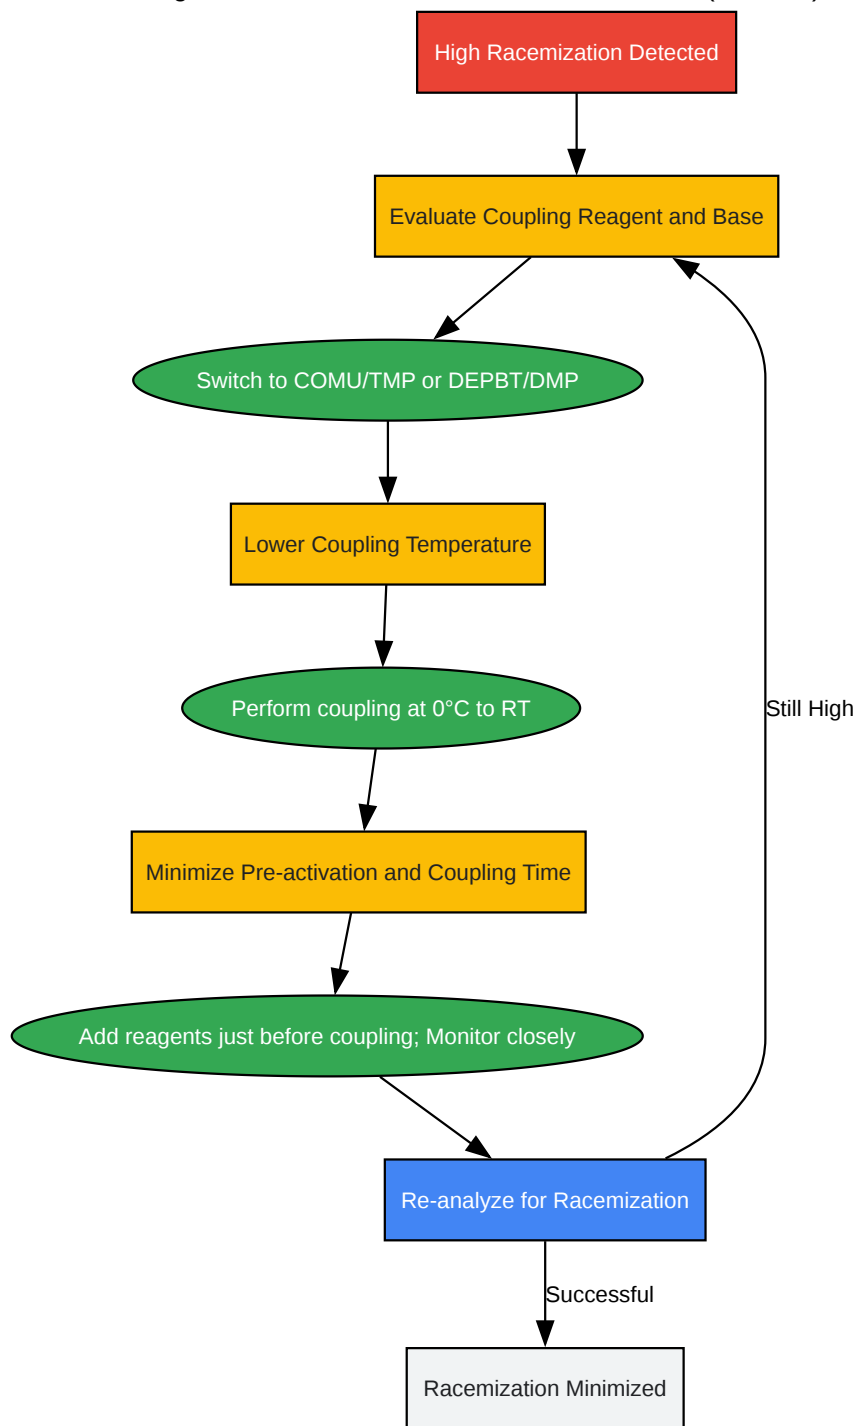 High Racemization Detected
Evaluate Coupling Reagent and Base
Switch to COMU/TMP or DEPBT/DMP
Lower Coupling Temperature
Perform coupling at 0°C to RT
Still High
Minimize Pre-activation and Coupling Time
Add reagents just before coupling; Monitor closely
Re-analyze for Racemization
Successful
Racemization Minimized